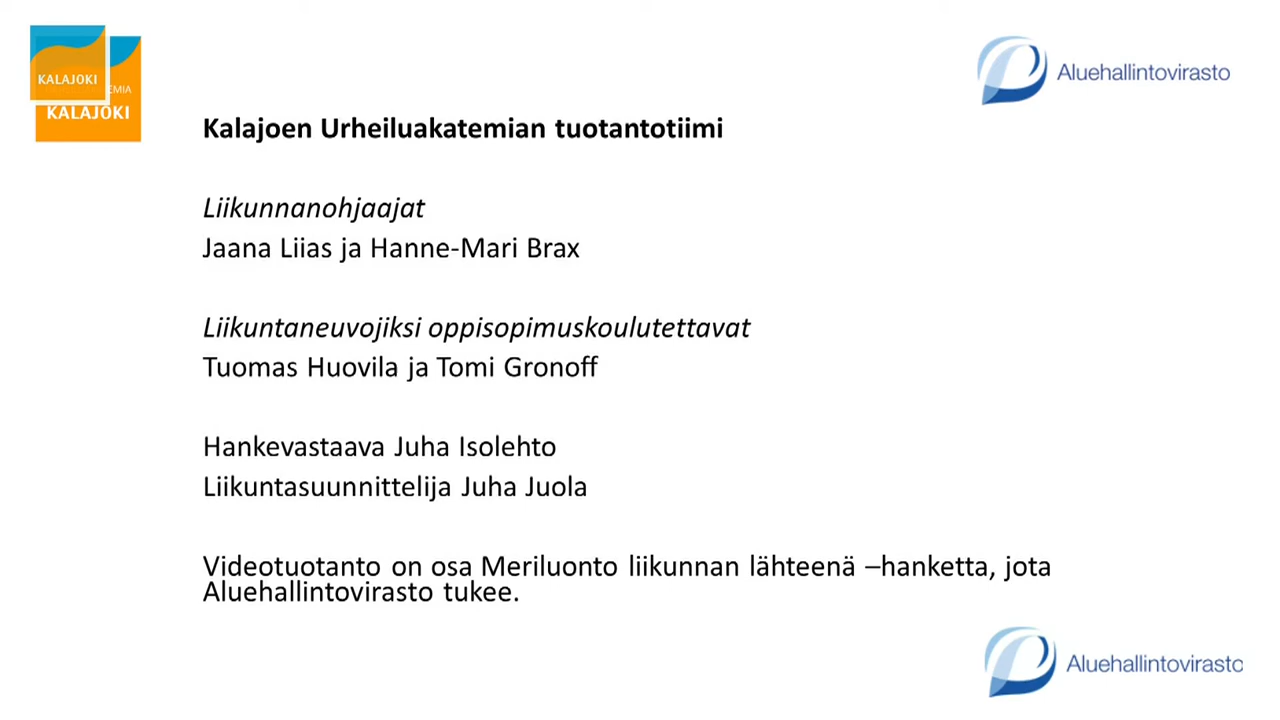 KALAJOKI
EMIA
KALAJOKI
Aluehallintovirasto
Kalajoen Urheiluakatemian tuotantotiimi
Liikunnanohjaajat
Jaana Liias ja Hanne-Mari Brax
Liikuntaneuvojiksi oppisopimuskoulutettavat
Tuomas Huovila ja Tomi Gronoff
Hankevastaava Juha Isolehto
Liikuntasuunnittelija Juha Juola
Videotuotanto on osa Meriluonto liikunnan lähteenä –hanketta, jota
Aluehallintovirasto tukee.
Aluehallintovirasto